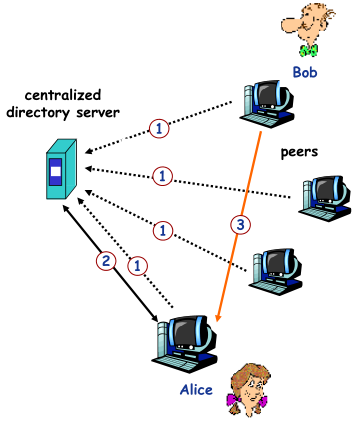 Bob
centralized
directory server
1
peers
1
3
1
2
1
Alice